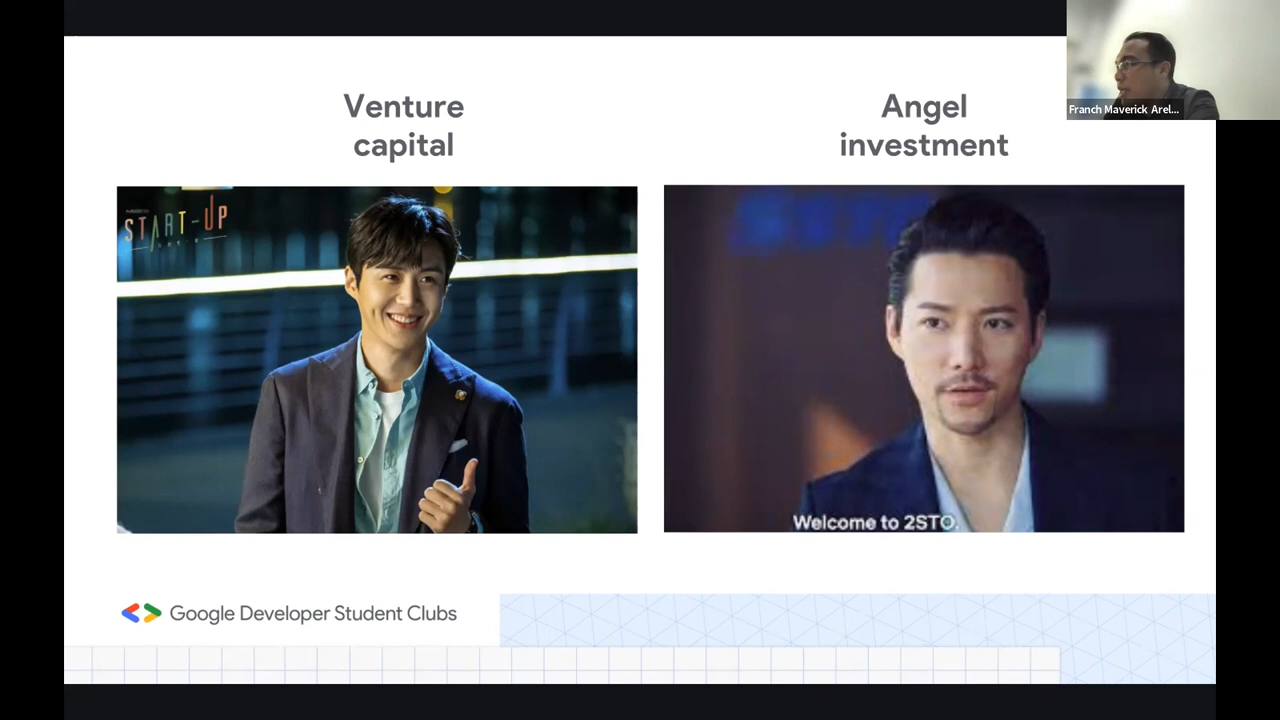 Venture
capital
Angel
investment
Franch Maverick Arel...
START-UP
Welcome to 2STO.
Google Developer Student Clubs